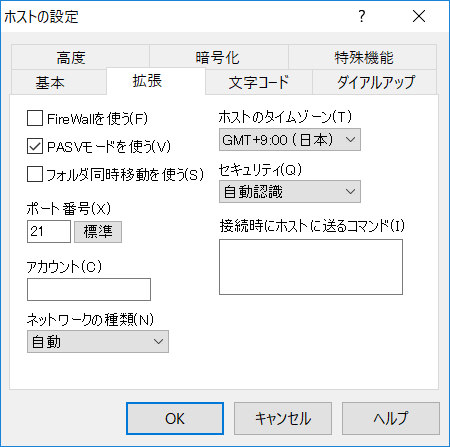 ホストの設定
高度
暗号化
特殊機能
基本
拡張
文字コード
ダイアルアップ
FireWallを使う(F)
PASVモードを使う(V)
フォルダ同時移動を使う(S)
ポート番号(X)
21
標準
アカウント(C)
ネットワークの種類(N)
自動
ホストのタイムゾーン(T)
GMT+9:00 (日本)
セキュリティ(Q)
自動認識
接続時にホストに送るコマンド(I)
OK
キャンセル
ヘルプ